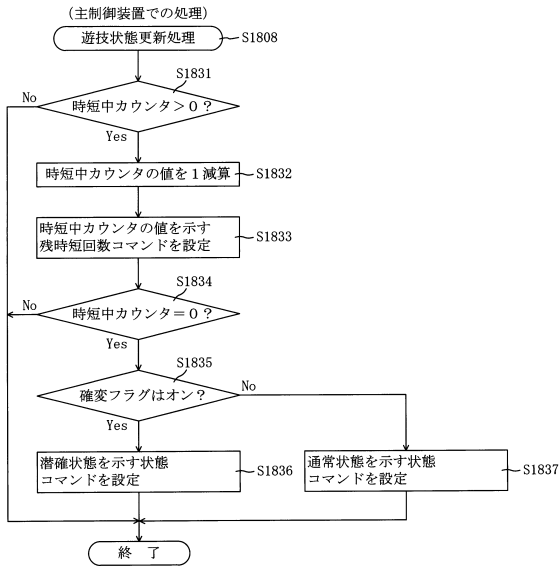 (主制御装置での処理)
遊技状態更新処理
S1808
S1831
No
時短中カウンタ>0?
Yes
時短中カウンタの値を1減算
S1832
時短中カウンタの値を示す
残時短回数コマンドを設定
S1833
S1834
No
時短中カウンタ=0?
Yes
S1835
確変フラグはオン?
No
Yes
潜確状態を示す状態
コマンドを設定
S1836
通常状態を示す状態
コマンドを設定
S1837
終 了